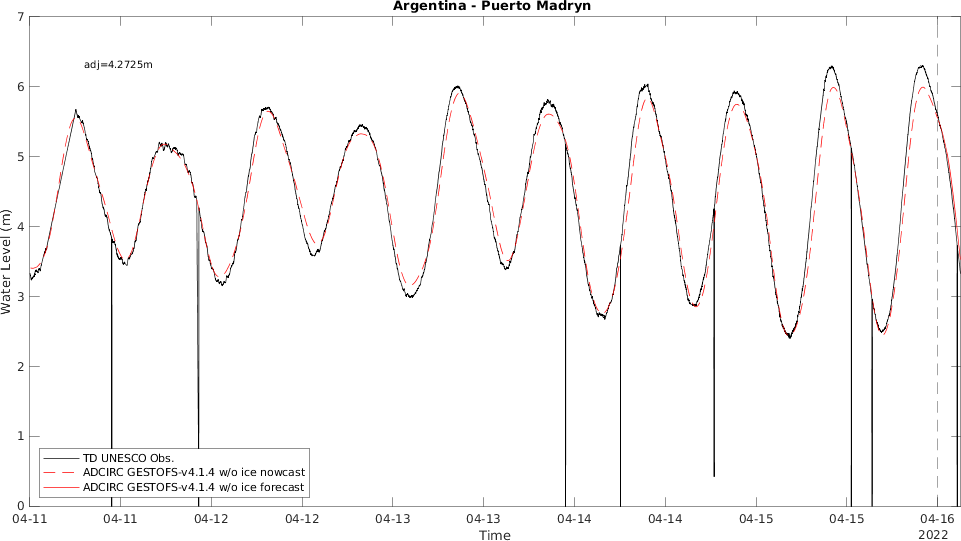 Argentina - Puerto Madryn
7
6
5
4
3
2
1
0
Water Level (m)
adj=4.2725m
TD UNESCO Obs.
ADCIRC GESTOFS-v4.1.4 w/o ice nowcast
ADCIRC GESTOFS-v4.1.4 w/o ice forecast
04-11 04-11 04-12 04-12 04-13 04-13 04-14 04-14 04-15 04-15 04-16
2022
Time